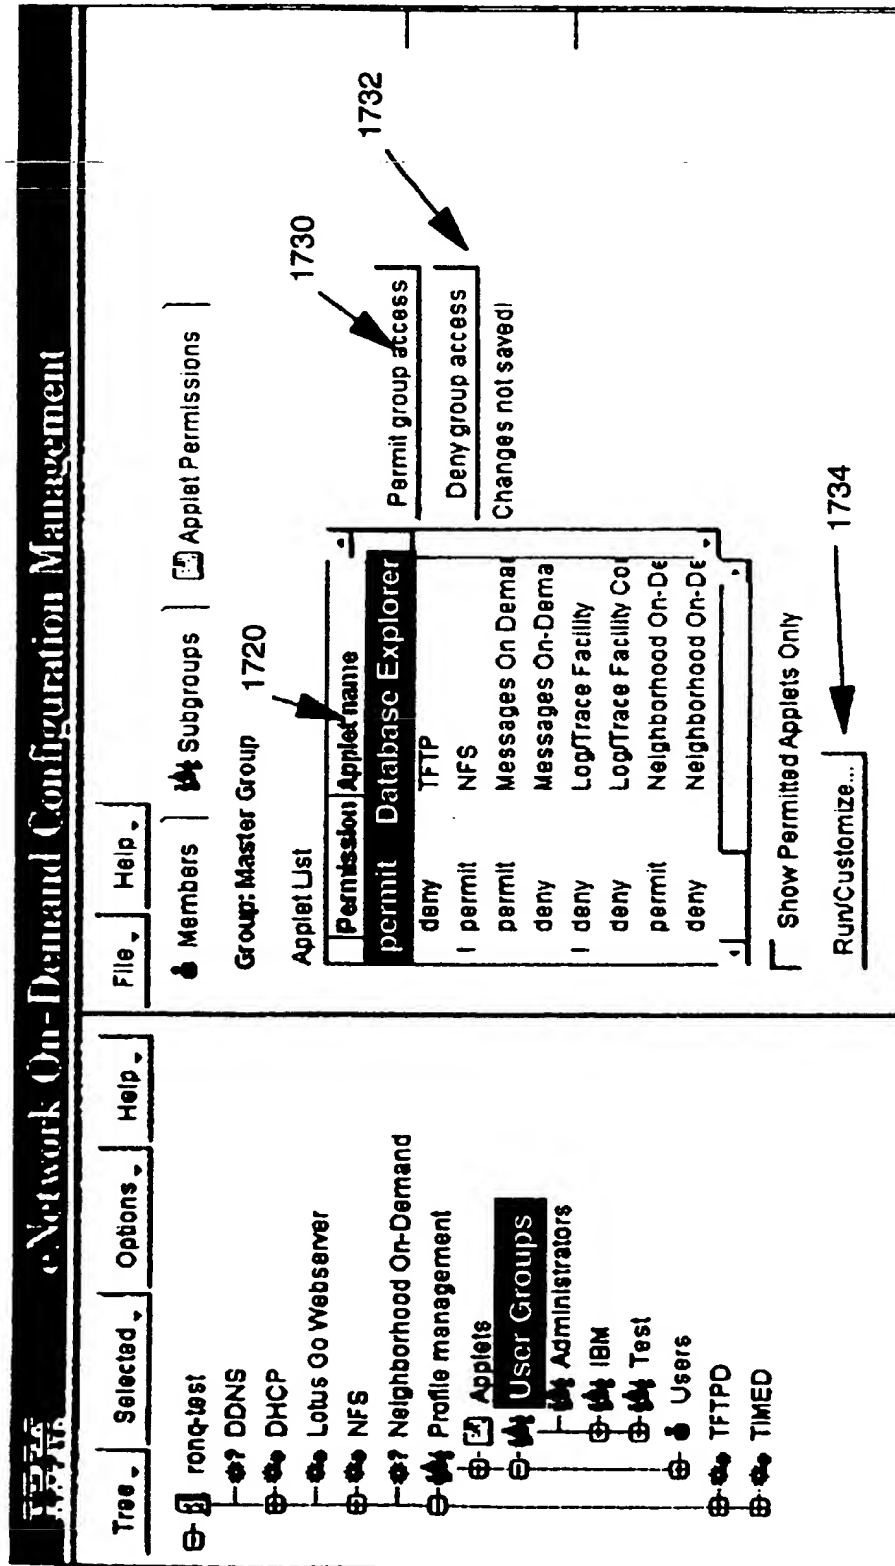 eNetwork On-Demand Configuration Management
Tree Selected Options Help
ronq-test
? DDNS
DHCP
Lotus Go Webserver
NFS
? Neighborhood On-Demand
Profile management
Applets
User Groups
Administrators
IBM
Test
Users
TFTPD
TIMED
File Help
Members Subgroups Applet Permissions
Group: Master Group
1720
Applet List
Permission Applet name
permit Database Explorer
deny TFTP
! permit NFS
permit Messages On Deman
deny Messages On-Dema
! deny Log/Trace Facility
deny Log/Trace Facility Co
permit Neighborhood On-De
deny Neighborhood On-De
Permit group access
1730
Deny group access
1732
Changes not saved!
Show Permitted Applets Only
Run/Customize...
1734